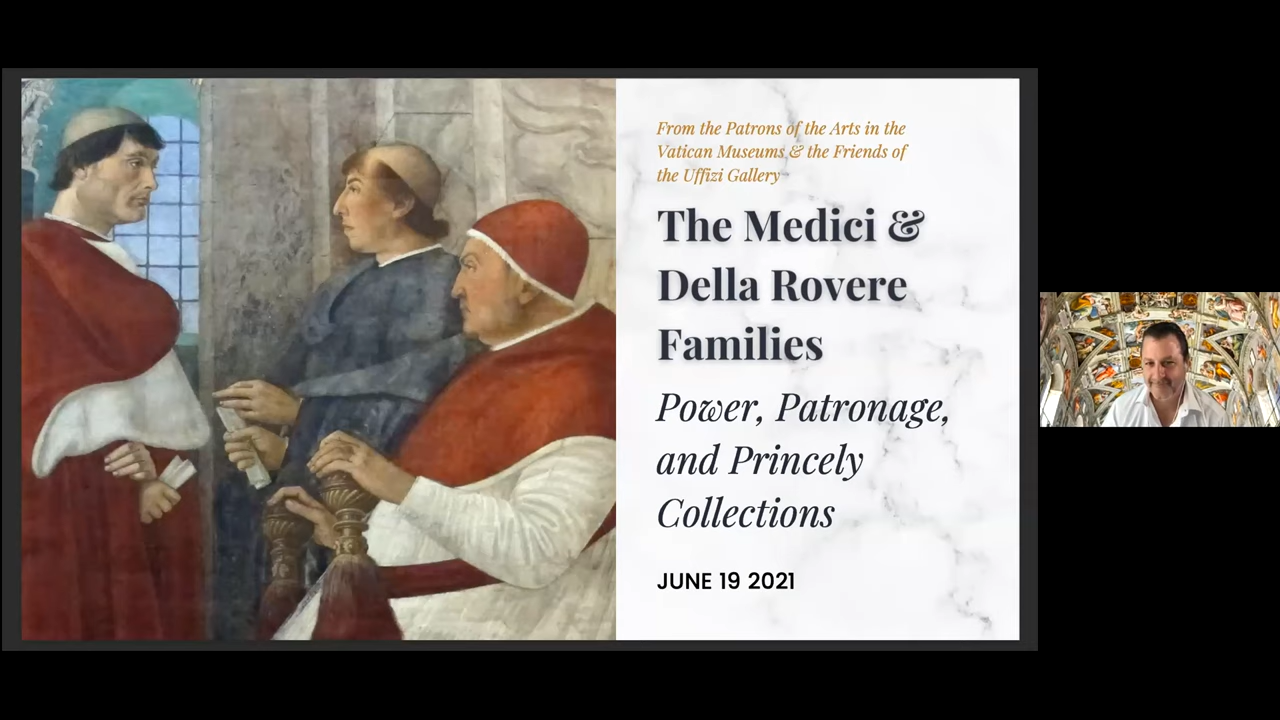 From the Patrons of the Arts in the
Vatican Museums & the Friends of
the Uffizi Gallery
The Medici &
Della Rovere
Families
Power, Patronage,
and Princely
Collections
JUNE 19 2021